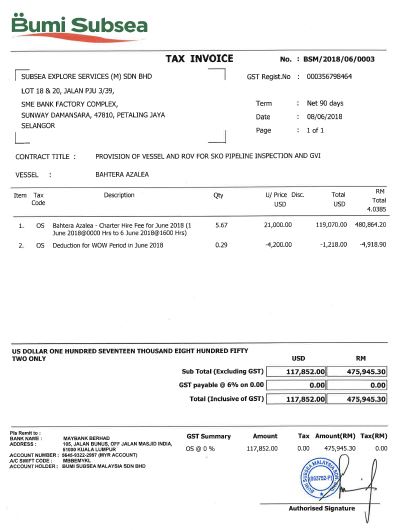 Bumi Subsea
TAX INVOICE
No. : BSM/2018/06/0003
SUBSEA EXPLORE SERVICES (M) SDN BHD
GST Regist.No : 000356798464
LOT 18 & 20, JALAN PJU 3/39,
SME BANK FACTORY COMPLEX,
Term : Net 90 days
SUNWAY DAMANSARA, 47810, PETALING JAYA
Date : 08/06/2018
SELANGOR
Page : 1 of 1
CONTRACT TITLE : PROVISION OF VESSEL AND ROV FOR SKO PIPELINE INSPECTION AND GVI
VESSEL : BAHTERA AZALEA
Item Tax Code Description Qty U/ Price USD Disc. Total USD RM Total 4.0385
1. OS Bahtera Azalea - Charter Hire Fee for June 2018 (1 5.67 21,000.00 119,070.00 480,864.20
June 2018@0000 Hrs to 6 June 2018@1600 Hrs)
2. OS Deduction for WOW Period in June 2018 0.29 -4,200.00 -1,218.00 -4,918.90
US DOLLAR ONE HUNDRED SEVENTEEN THOUSAND EIGHT HUNDRED FIFTY
TWO ONLY
USD RM
Sub Total (Excluding GST) 117,852.00 475,945.30
GST payable @ 6% on 0.00 0.00 0.00
Total (Inclusive of GST) 117,852.00 475,945.30
Pls Remit to :
BANK NAME : MAYBANK BERHAD
ADDRESS : 105, JALAN BUNUS, OFF JALAN MASJID INDIA,
51000 KUALA LUMPUR
ACCOUNT NUMBER : 5645-9322-2997 (MYR ACCOUNT)
A/C SWIFT CODE : MBBEMYKL
ACCOUNT HOLDER : BUMI SUBSEA MALAYSIA SDN BHD
GST Summary Amount Tax Amount(RM) Tax(RM)
OS @ 0 % 117,852.00 0.00 475,945.30 0.00
BUMI SUBSEA MALAYSIA SDN
Authorised Signature